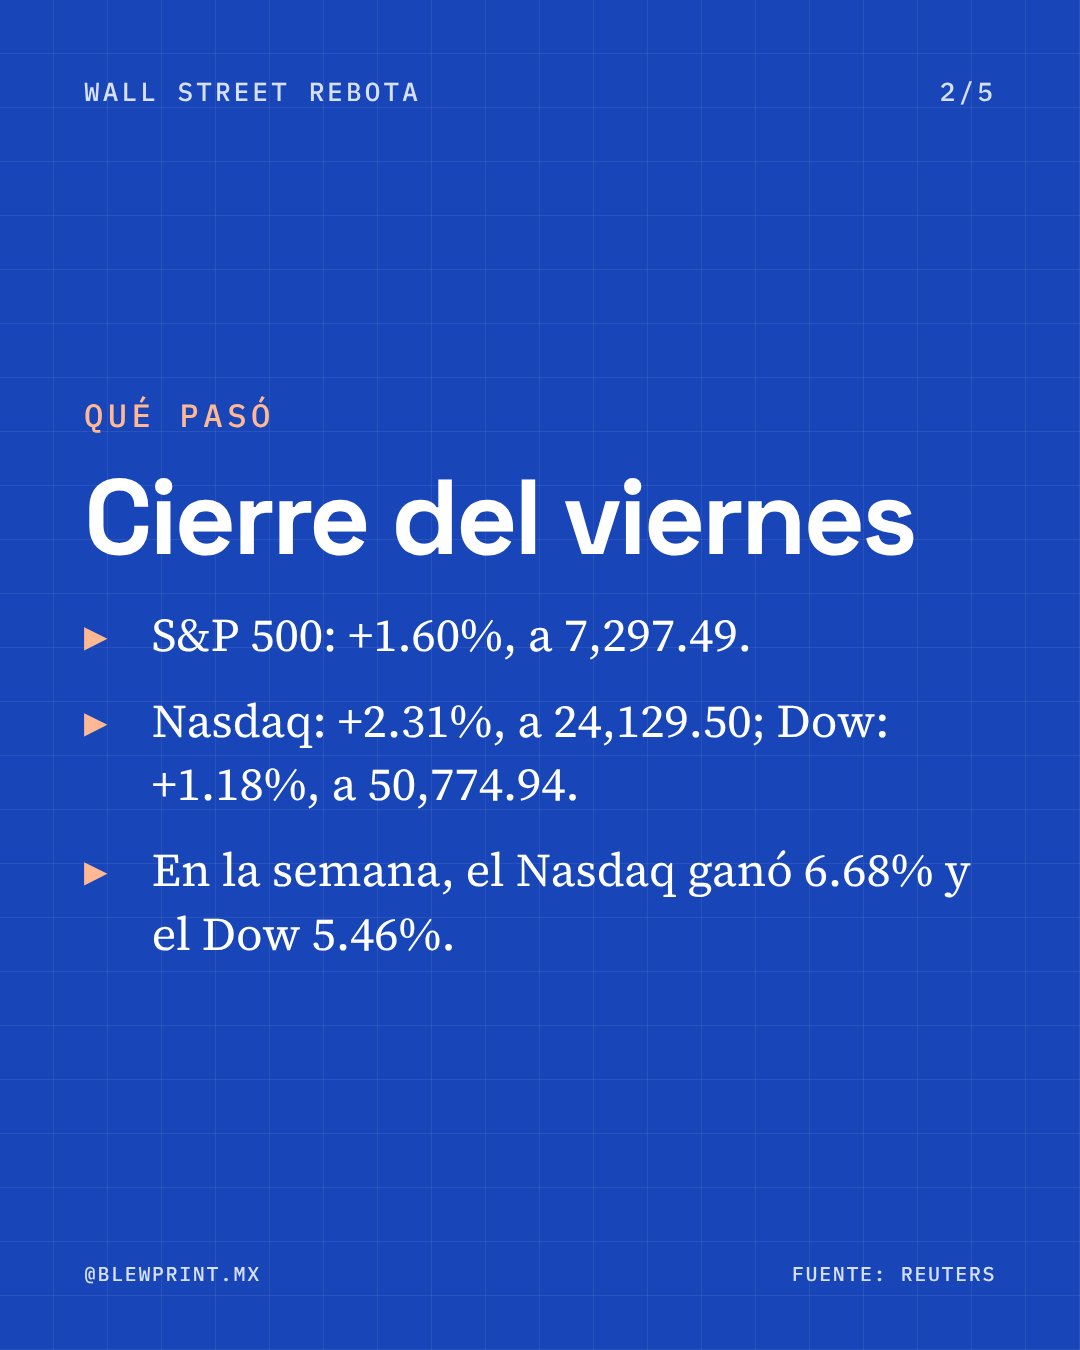 WALL STREET REBOTA
2/5
QUÉ PASÓ
Cierre del viernes
▶ S&P 500: +1.60%, a 7,297.49.
▶ Nasdaq: +2.31%, a 24,129.50; Dow:
+1.18%, a 50,774.94.
▶ En la semana, el Nasdaq ganó 6.68% y
el Dow 5.46%.
@BLEWPRINT.MX
FUENTE: REUTERS